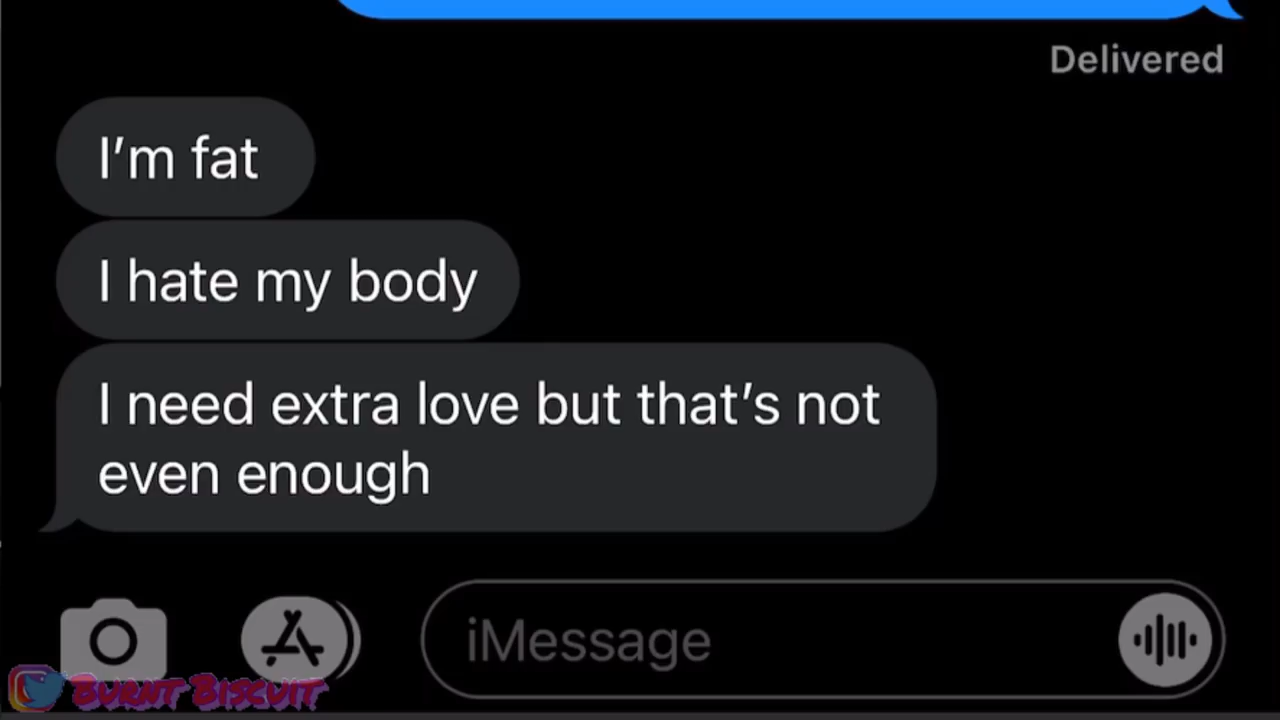 Delivered
I’m fat
I hate my body
I need extra love but that’s not
even enough
iMessage
Burnt Biscuit